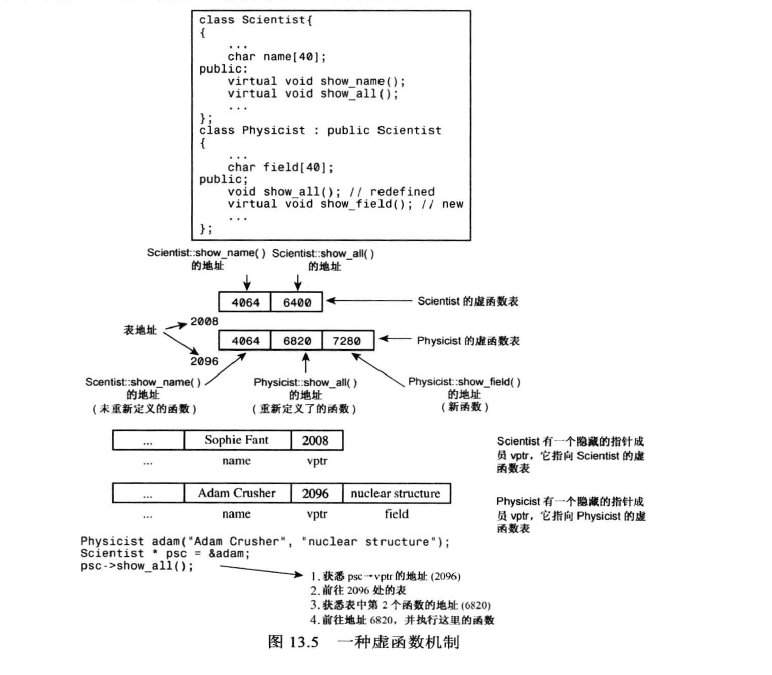 class Scientist{
{
...
char name[40];
public:
virtual void show_name();
virtual void show_all();
...
};
class Physicist : public Scientist
{
...
char field[40];
public;
void show_all(); // redefined
virtual void show_field(); // new
...
};
Scientist::show_name() Scientist::show_all()
的地址 的地址
4064 6400 Scientist 的虚函数表
2008
表地址
4064 6820 7280 Physicist 的虚函数表
2096
Scentist::show_name() Physicist::show_all() Physicist::show_field()
的地址 的地址 的地址
(未重新定义的函数) (重新定义了的函数) (新函数)
... Sophie Fant 2008
... name vptr
Scientist 有一个隐藏的指针成
员 vptr，它指向 Scientist 的虚
函数表
... Adam Crusher 2096 nuclear structure
... name vptr field
Physicist 有一个隐藏的指针成
员 vptr，它指向 Physicist 的虚
函数表
Physicist adam("Adam Crusher", "nuclear structure");
Scientist * psc = &adam;
psc->show_all();
1.获悉 psc→vptr 的地址 (2096)
2.前往 2096 处的表
3.获悉表中第 2 个函数的地址 (6820)
4.前往地址 6820，并执行这里的函数
图 13.5 一种虚函数机制